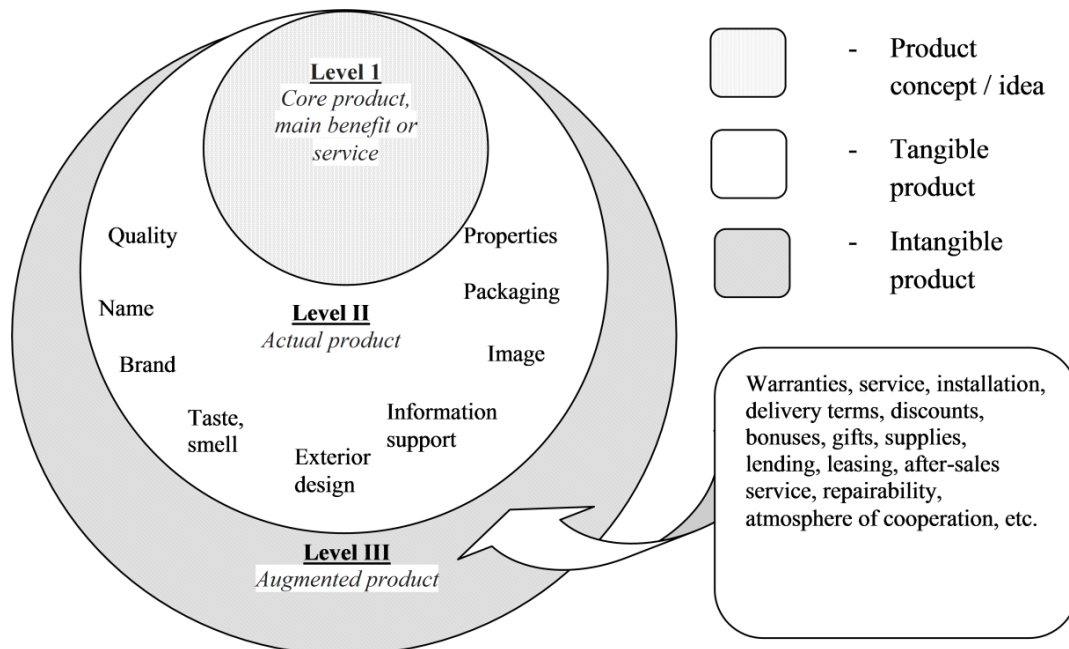 Level 1
Core product,
main benefit or
service
Quality
Properties
Name
Packaging
Level II
Actual product
Brand
Image
Taste,
smell
Information
support
Exterior
design
Level III
Augmented product
- Product
concept / idea
- Tangible
product
- Intangible
product
Warranties, service, installation,
delivery terms, discounts,
bonuses, gifts, supplies,
lending, leasing, after-sales
service, repairability,
atmosphere of cooperation, etc.